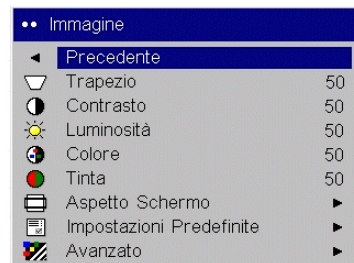 Immagine
Precedente
Trapezio 50
Contrasto 50
Luminosità 50
Colore 50
Tinta 50
Aspetto Schermo
Impostazioni Predefinite
Avanzato